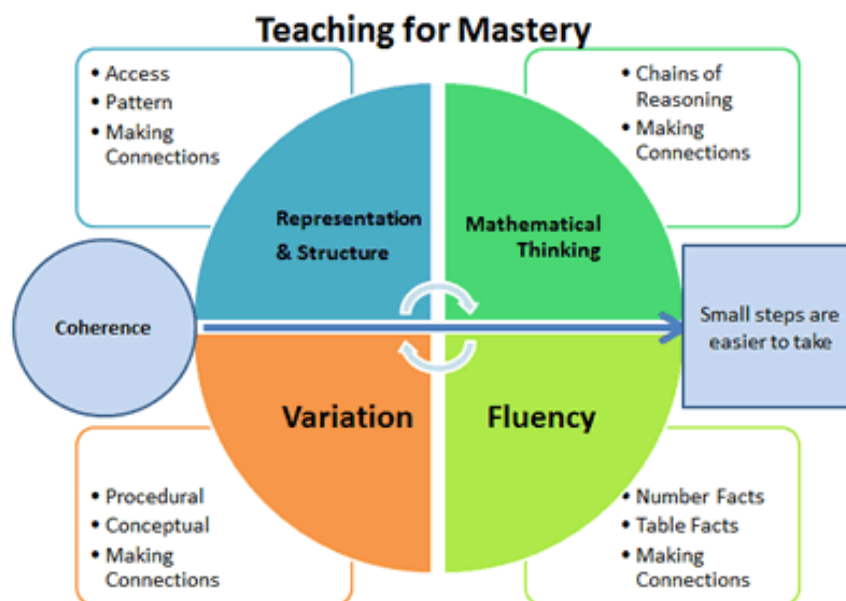 Teaching for Mastery
• Access
• Pattern
• Making
Connections
• Chains of
Reasoning
• Making
Connections
Representation
& Structure
Mathematical
Thinking
Coherence
Small steps are
easier to take
Variation
Fluency
• Procedural
• Conceptual
• Making
Connections
• Number Facts
• Table Facts
• Making
Connections